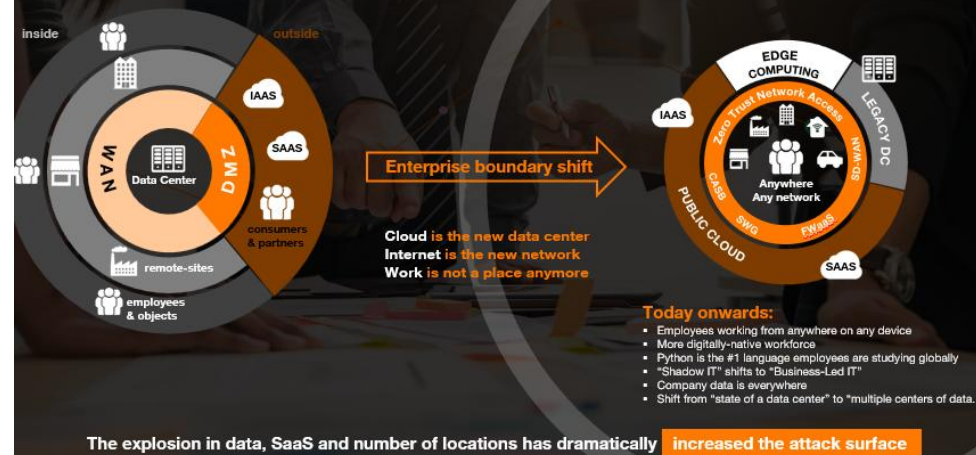 inside
outside
IAAS
SAAS
WAN
Data Center
DMZ
consumers
& partners
remote-sites
employees
& objects
Enterprise boundary shift
Cloud is the new data center
Internet is the new network
Work is not a place anymore
EDGE
COMPUTING
LEGACY DC
IAAS
Zero Trust Network Access
SD-WAN
Anywhere
Any network
CASB
SWG
FWaaS
PUBLIC CLOUD
SAAS
Today onwards:
▪ Employees working from anywhere on any device
▪ More digitally-native workforce
▪ Python is the #1 language employees are studying globally
▪ “Shadow IT” shifts to “Business-Led IT”
▪ Company data is everywhere
▪ Shift from “state of a data center” to “multiple centers of data.
The explosion in data, SaaS and number of locations has dramatically increased the attack surface